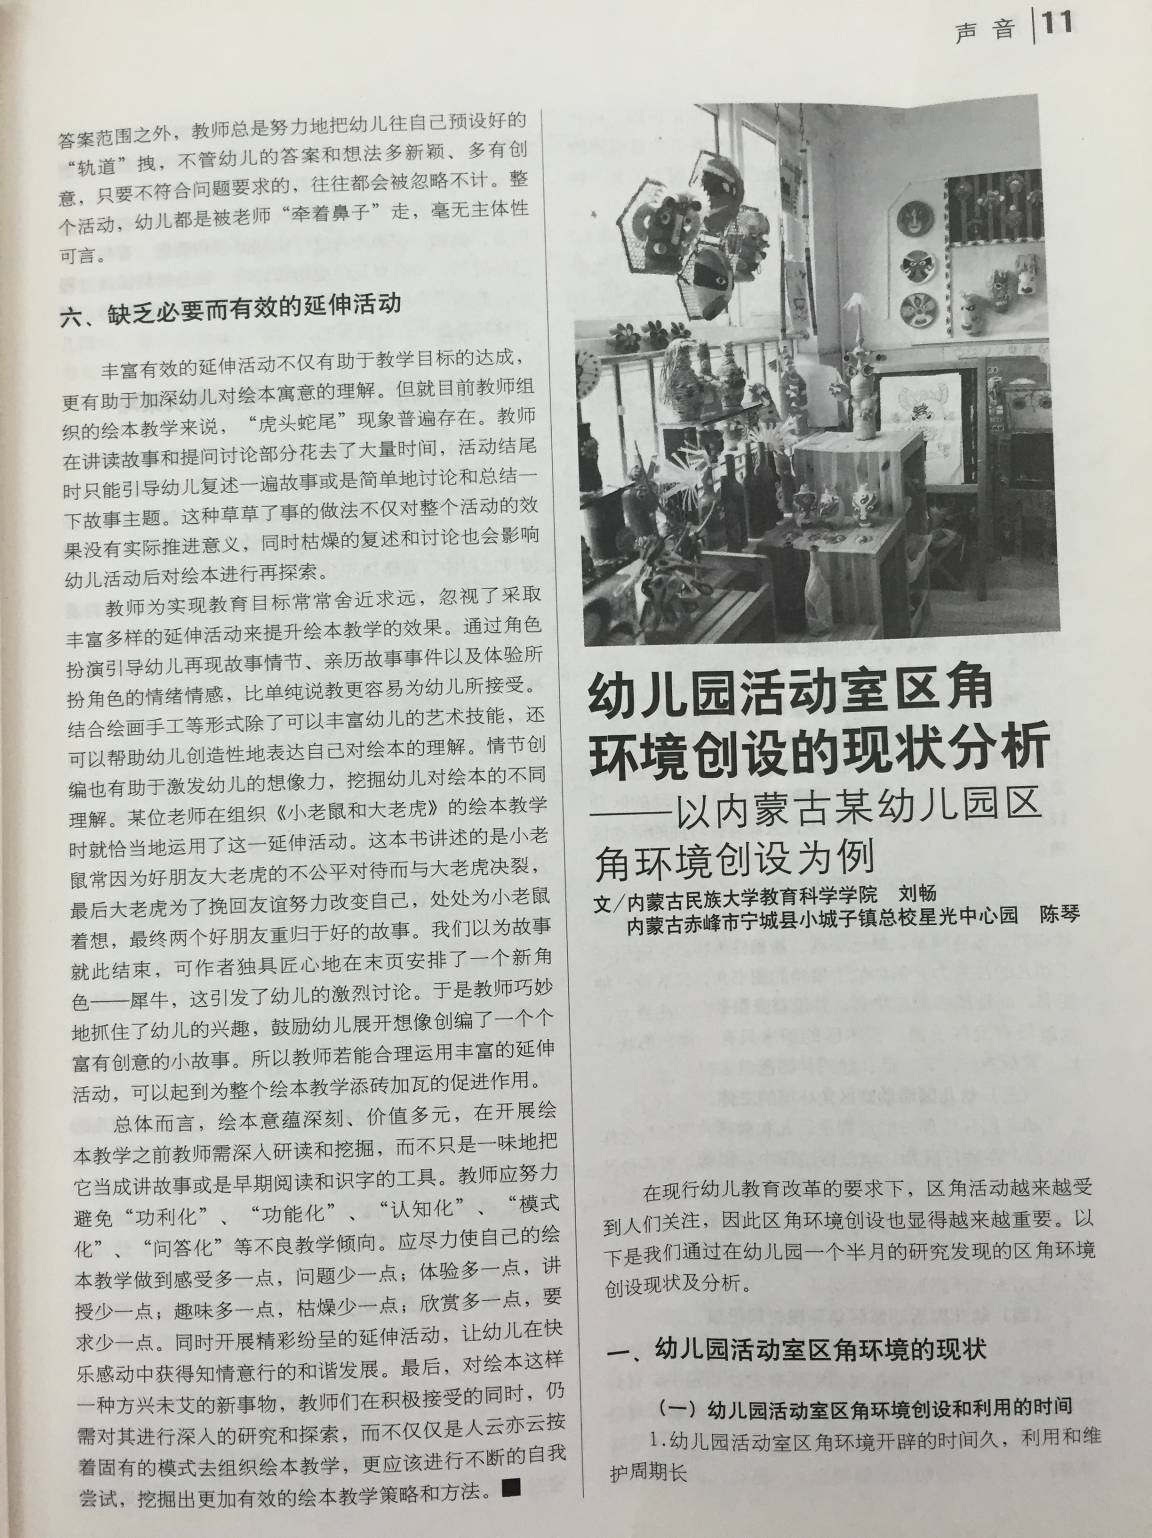 声音 11
答案范围之外，教师总是努力地把幼儿往自己预设好的
“轨道”拽，不管幼儿的答案和想法多新颖、多有创
意，只要不符合问题要求的，往往都会被忽略不计。整
个活动，幼儿都是被老师“牵着鼻子”走，毫无主体性
可言。
六、缺乏必要而有效的延伸活动
丰富有效的延伸活动不仅有助于教学目标的达成，
更有助于加深幼儿对绘本寓意的理解。但就目前教师组
织的绘本教学来说，“虎头蛇尾”现象普遍存在。教师
在讲读故事和提问讨论部分花去了大量时间，活动结尾
时只能引导幼儿复述一遍故事或是简单地讨论和总结一
下故事主题。这种草草了事的做法不仅对整个活动的效
果没有实际推进意义，同时枯燥的复述和讨论也会影响
幼儿活动后对绘本进行再探索。
教师为实现教育目标常常舍近求远，忽视了采取
丰富多样的延伸活动来提升绘本教学的效果。通过角色
扮演引导幼儿再现故事情节、亲历故事事件以及体验所
扮角色的情绪情感，比单纯说教更容易为幼儿所接受。
结合绘画手工等形式除了可以丰富幼儿的艺术技能，还
可以帮助幼儿创造性地表达自己对绘本的理解。情节创
编也有助于激发幼儿的想像力，挖掘幼儿对绘本的不同
理解。某位老师在组织《小老鼠和大老虎》的绘本教学
时就恰当地运用了这一延伸活动。这本书讲述的是小老
鼠常因为好朋友大老虎的不公平对待而与大老虎决裂，
最后大老虎为了挽回友谊努力改变自己，处处为小老鼠
着想，最终两个好朋友重归于好的故事。我们以为故事
就此结束，可作者独具匠心地在末页安排了一个新角
色——犀牛，这引发了幼儿的激烈讨论。于是教师巧妙
地抓住了幼儿的兴趣，鼓励幼儿展开想像创编了一个个
富有创意的小故事。所以教师若能合理运用丰富的延伸
活动，可以起到为整个绘本教学添砖加瓦的促进作用。
总体而言，绘本意蕴深刻、价值多元，在开展绘
本教学之前教师需深入研读和挖掘，而不只是一味地把
它当成讲故事或是早期阅读和识字的工具。教师应努力
避免“功利化”、“功能化”、“认知化”、“模式
化”、“问答化”等不良教学倾向。应尽力使自己的绘
本教学做到感受多一点，问题少一点；体验多一点，讲
授少一点；趣味多一点，枯燥少一点；欣赏多一点，要
求少一点。同时开展精彩纷呈的延伸活动，让幼儿在快
乐感动中获得知情意行的和谐发展。最后，对绘本这样
一种方兴未艾的新事物，教师们在积极接受的同时，仍
需对其进行深入的研究和探索，而不仅仅是人云亦云按
着固有的模式去组织绘本教学，更应该进行不断的自我
尝试，挖掘出更加有效的绘本教学策略和方法。■
幼儿园活动室区角
环境创设的现状分析
——以内蒙古某幼儿园区
角环境创设为例
文/内蒙古民族大学教育科学学院 刘畅
内蒙古赤峰市宁城县小城子镇总校星光中心园 陈琴
在现行幼儿教育改革的要求下，区角活动越来越受
到人们关注，因此区角环境创设也显得越来越重要。以
下是我们通过在幼儿园一个半月的研究发现的区角环境
创设现状及分析。
一、幼儿园活动室区角环境的现状
（一）幼儿园活动室区角环境创设和利用的时间
1.幼儿园活动室区角环境开辟的时间久，利用和维
护周期长